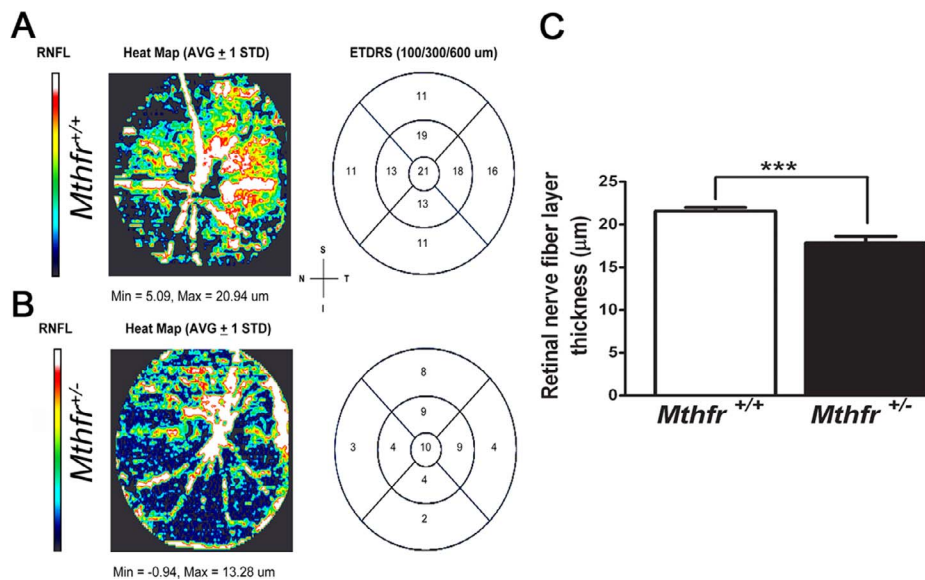 A
RNFL
Heat Map (AVG ± 1 STD)
ETDRS (100/300/600 um)
Mthfr+/+
11
19
11 13 21 18 16
13
11
Min = 5.09, Max = 20.94 um
S
N T
I
B
RNFL
Heat Map (AVG ± 1 STD)
Mthfr+/-
8
9
3 4 10 9 4
4
2
Min = -0.94, Max = 13.28 um
C
***
Retinal nerve fiber layer
thickness (μm)
25
20
15
10
5
0
Mthfr +/+ Mthfr +/-